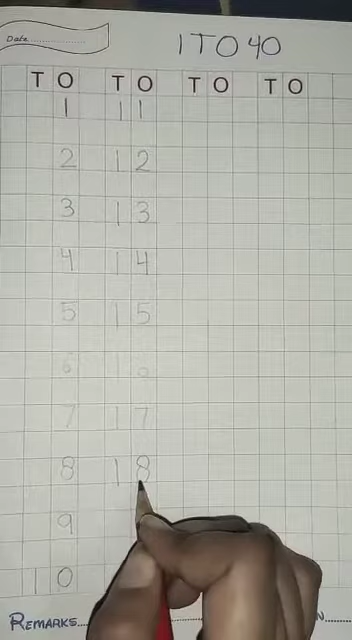 Date
1 TO 40
T O T O T O T O
1 11
2 12
3 13
4 14
5 15
6 16
7 17
8 18
9
10
REMARKS